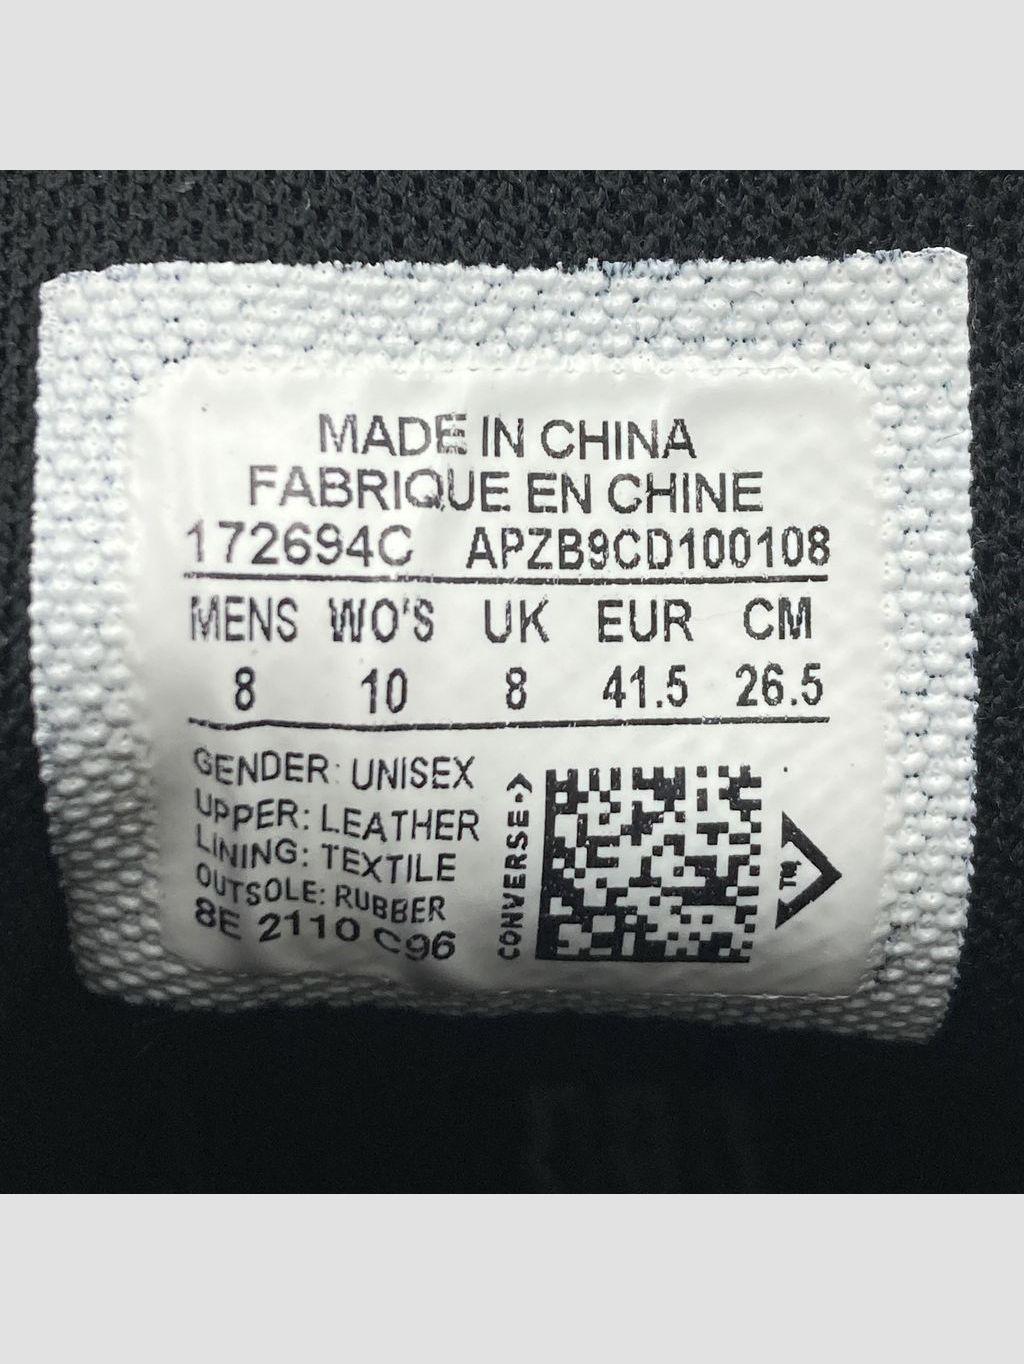 MADE IN CHINA
FABRIQUE EN CHINE
172694C APZB9CD100108
MENS WO'S UK EUR CM
8 10 8 41.5 26.5
GENDER: UNISEX
UPPER: LEATHER
LINING: TEXTILE
OUTSOLE: RUBBER
8E 2110 C96
CONVERSE
TM